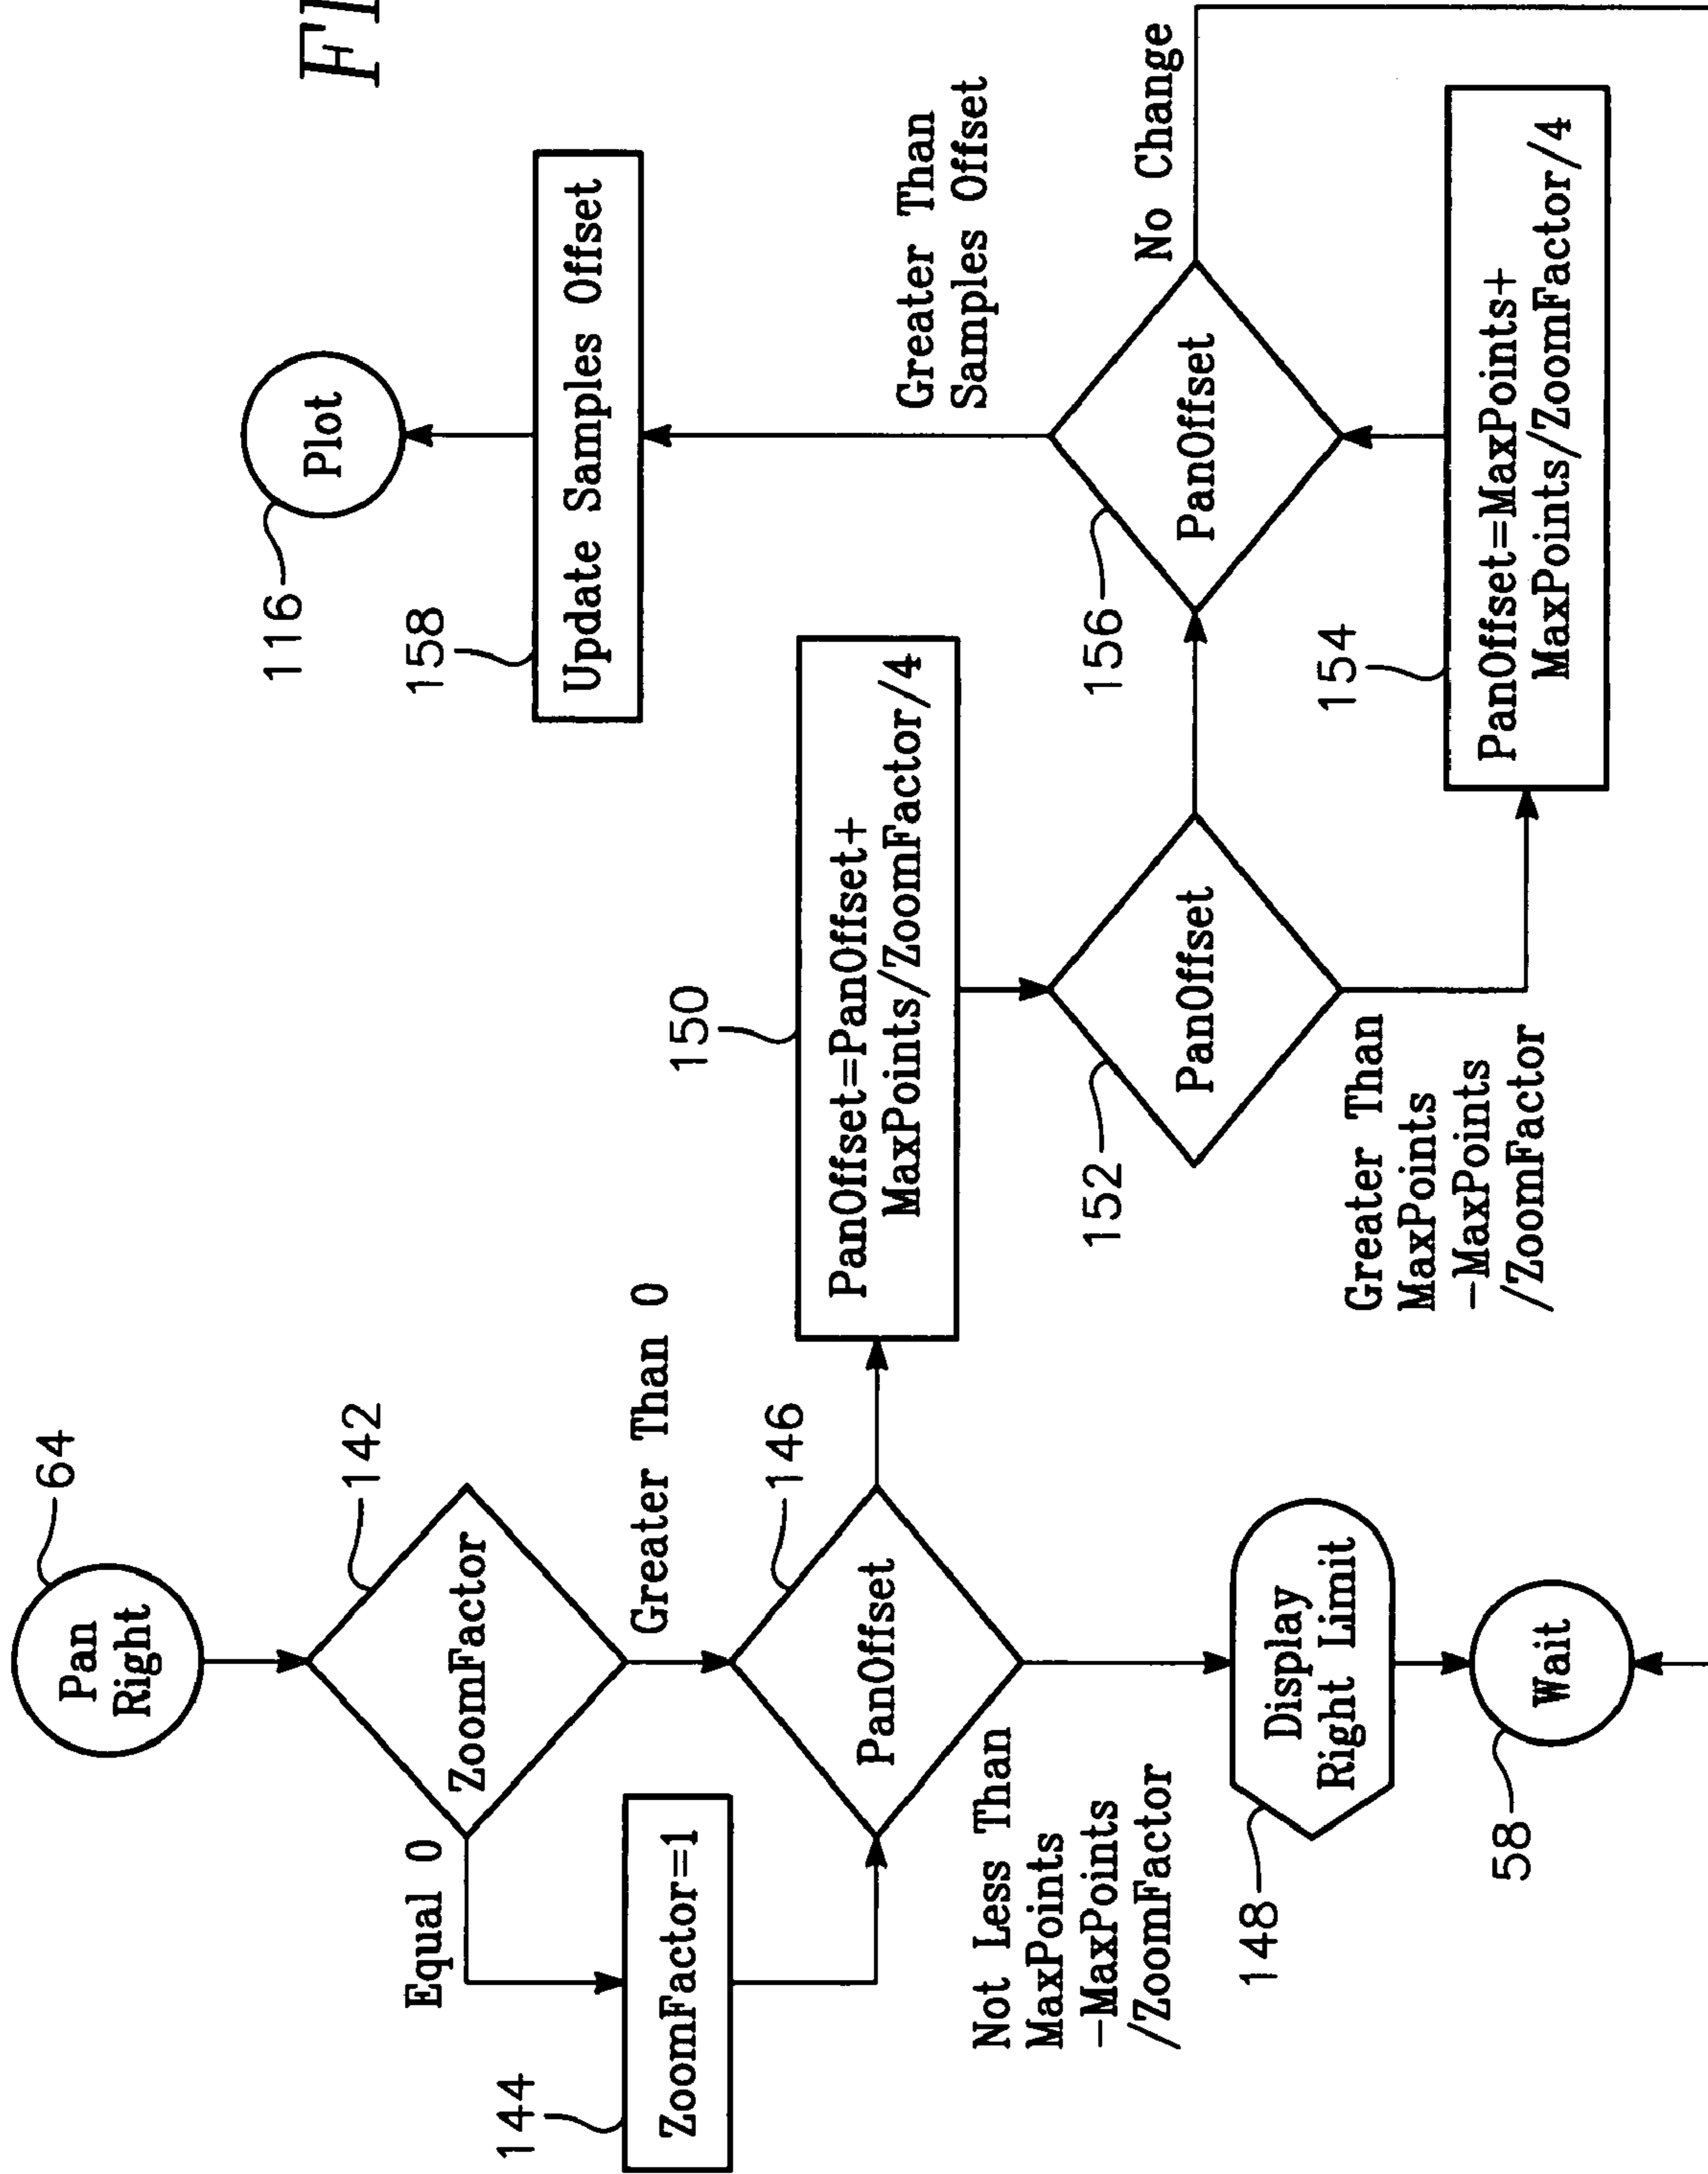 64
Pan
Right
142
ZoomFactor
Equal 0
Greater Than 0
144
ZoomFactor=1
146
PanOffset
Not Less Than
MaxPoints
-MaxPoints
/ZoomFactor
148
Display
Right Limit
58
Wait
150
PanOffset=PanOffset+
MaxPoints/ZoomFactor/4
152
PanOffset
Greater Than
MaxPoints
-MaxPoints
/ZoomFactor
154
PanOffset=MaxPoints+
MaxPoints/ZoomFactor/4
156
PanOffset
No Change
Greater Than
Samples Offset
158
Update Samples Offset
116
Plot